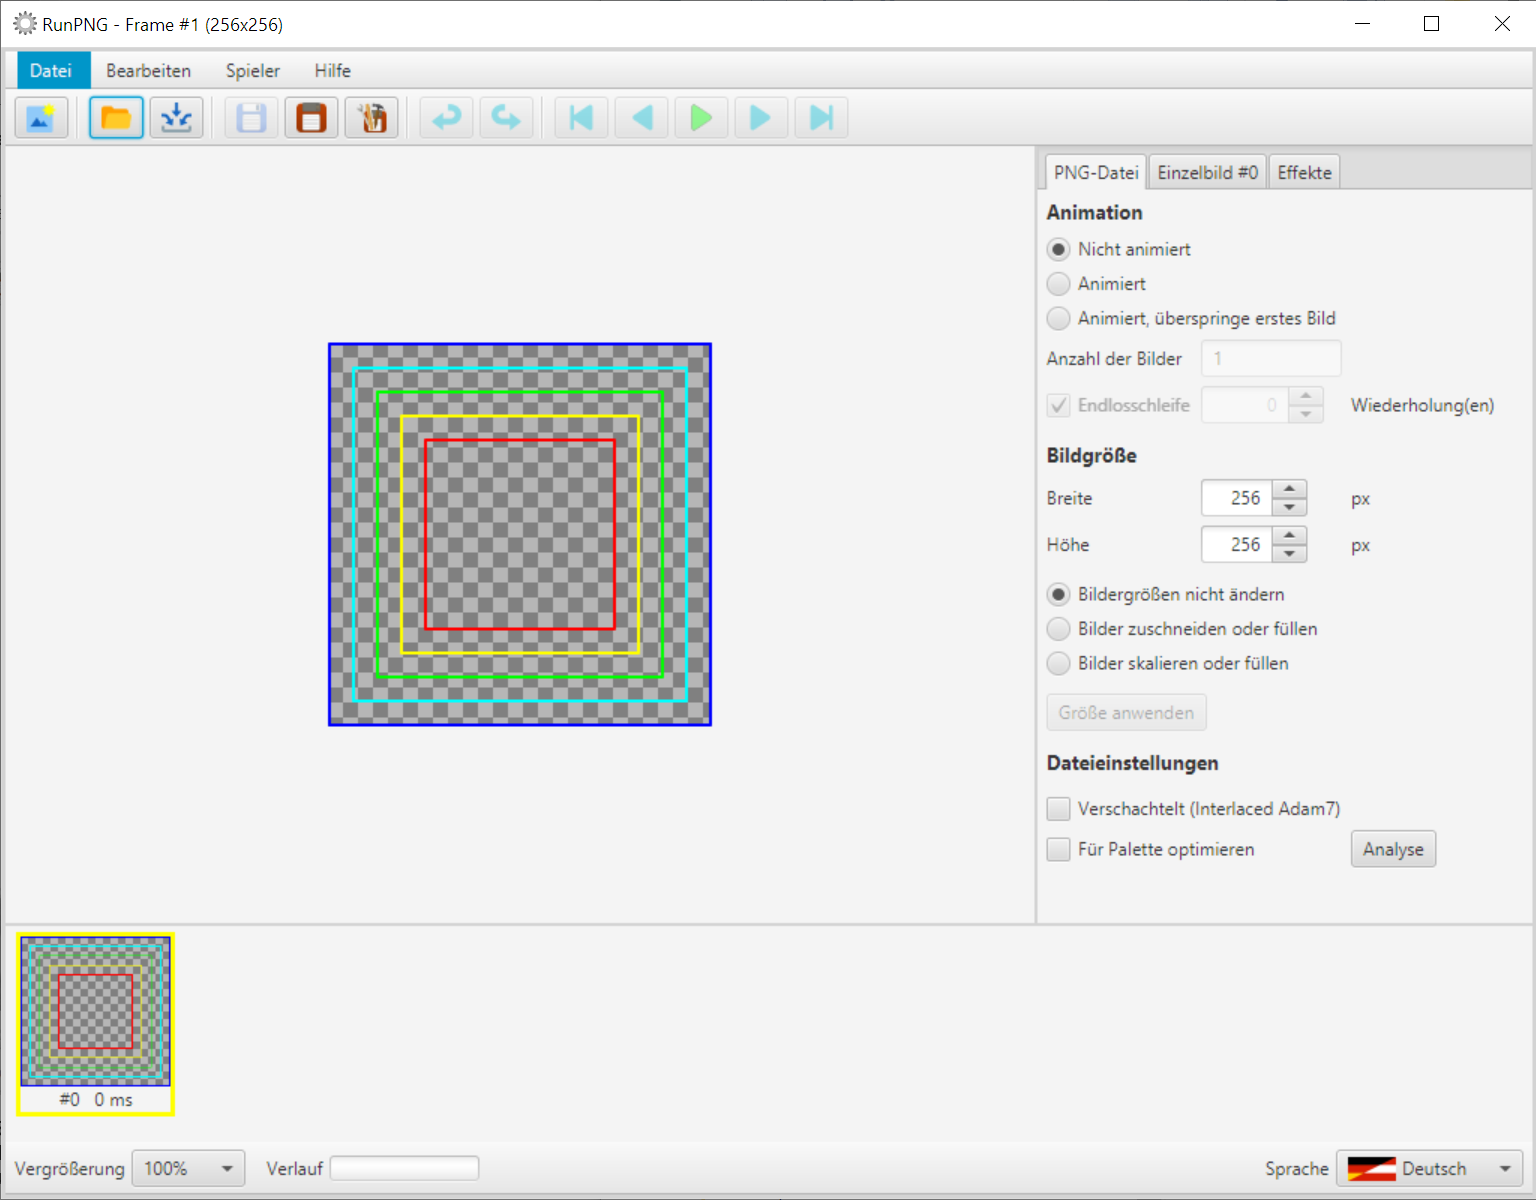 RunPNG - Frame #1 (256x256)
Datei Bearbeiten Spieler Hilfe
PNG-Datei Einzelbild #0 Effekte
Animation
Nicht animiert
Animiert
Animiert, überspringe erstes Bild
Anzahl der Bilder 1
Endlosschleife 0 Wiederholung(en)
Bildgröße
Breite 256 px
Höhe 256 px
Bildergrößen nicht ändern
Bilder zuschneiden oder füllen
Bilder skalieren oder füllen
Größe anwenden
Dateieinstellungen
Verschachtelt (Interlaced Adam7)
Für Palette optimieren Analyse
#0 0 ms
Vergrößerung 100% Verlauf Sprache Deutsch